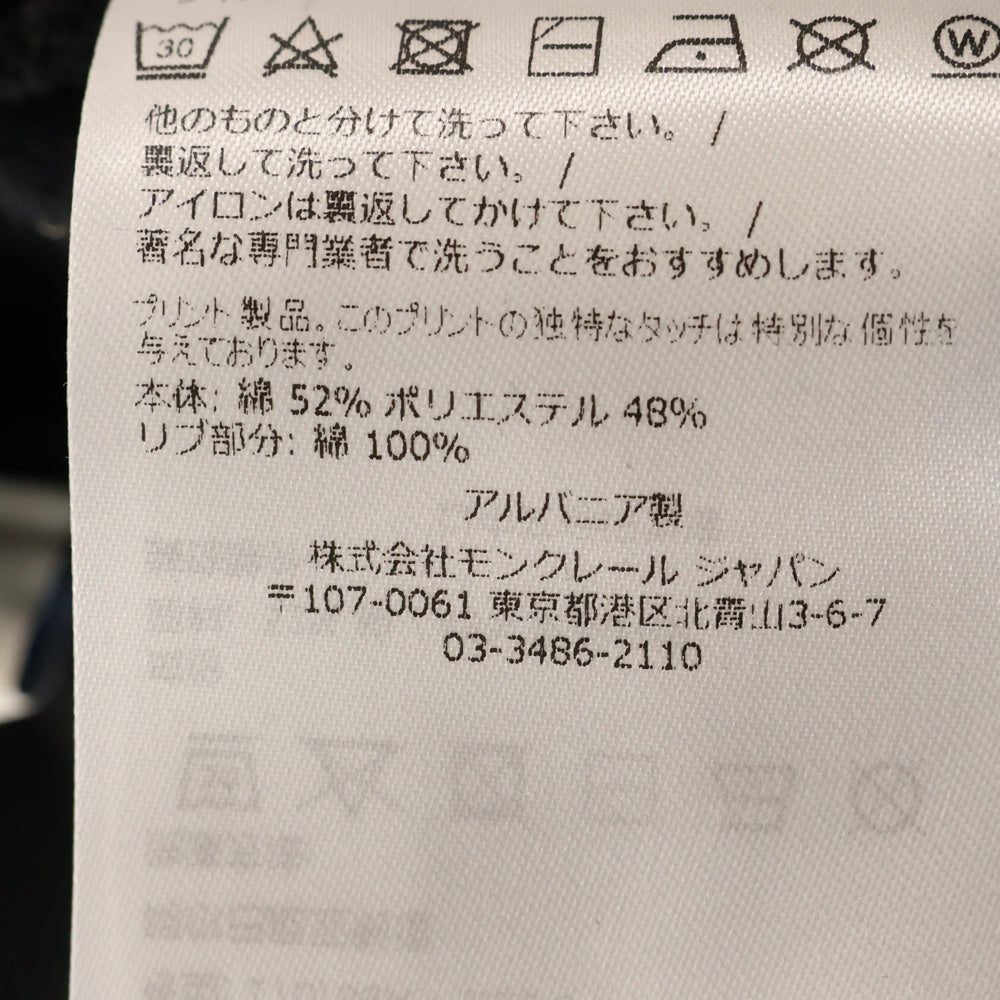 30
W
他のものと分けて洗って下さい。 /
裏返して洗って下さい。 /
アイロンは裏返してかけて下さい。 /
著名な専門業者で洗うことをおすすめします。
プリント製品。このプリントの独特なタッチは特別な個性を
与えております。
本体: 綿 52% ポリエステル 48%
リブ部分: 綿 100%
アルバニア製
株式会社モンクレール ジャパン
〒107-0061 東京都港区北青山3-6-7
03-3486-2110